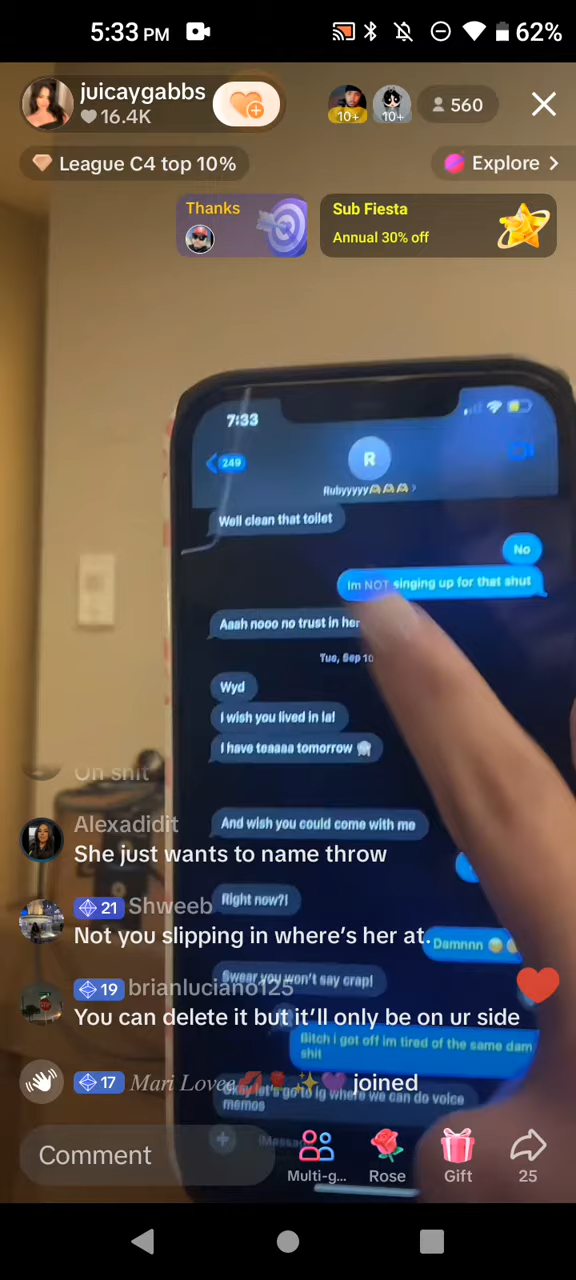 5:33 PM
62%
juicaygabbs
16.4K
10+
10+
560
League C4 top 10%
Explore >
Thanks
Sub Fiesta
Annual 30% off
7:33
249
R
Rubyyyyy
Well clean that toilet
No
Im NOT singing up for that shut
Aaah nooo no trust in her
Tue, Sep 10
Wyd
I wish you lived in la!
I have teaaaa tomorrow
Oh shit
And wish you could come with me
Alexadidit
She just wants to name throw
Right now?!
21 Shweeb
Not you slipping in where's her at.
Damnnn
Swear you won't say crap!
19 brianluciano125
You can delete it but it'll only be on ur side
Bitch i got off im tired of the same dam
shit
17 Mari Lovee joined
Okay let's go to ig where we can do voice
memos
iMessage
Comment
Multi-g...
Rose
Gift
25